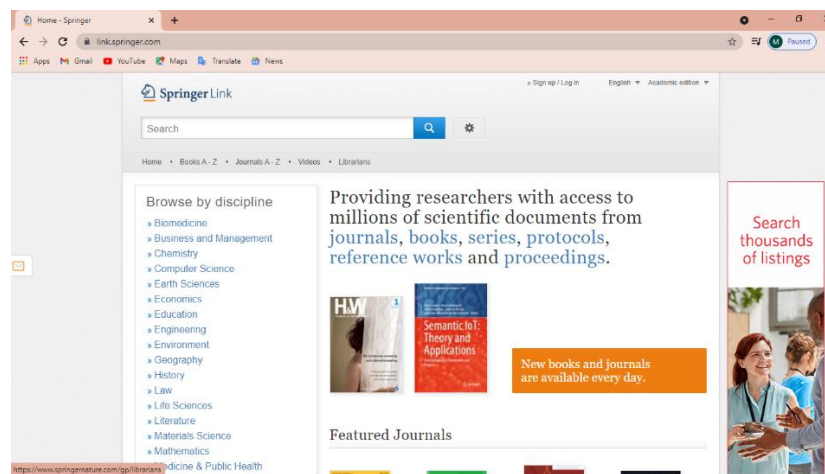 Home - Springer
link.springer.com
Paused
Apps Gmail YouTube Maps Translate News
Springer Link
» Sign up / Log in English Academic edition
Search
Home • Books A - Z • Journals A - Z • Videos • Librarians
Browse by discipline
» Biomedicine
» Business and Management
» Chemistry
» Computer Science
» Earth Sciences
» Economics
» Education
» Engineering
» Environment
» Geography
» History
» Law
» Life Sciences
» Literature
» Materials Science
» Mathematics
edicine & Public Health
https://www.springernature.com/gp/librarians
Providing researchers with access to
millions of scientific documents from
journals, books, series, protocols,
reference works and proceedings.
H&W
1
Semantic IoT:
Theory and
Applications
New books and journals
are available every day.
Featured Journals
Search
thousands
of listings